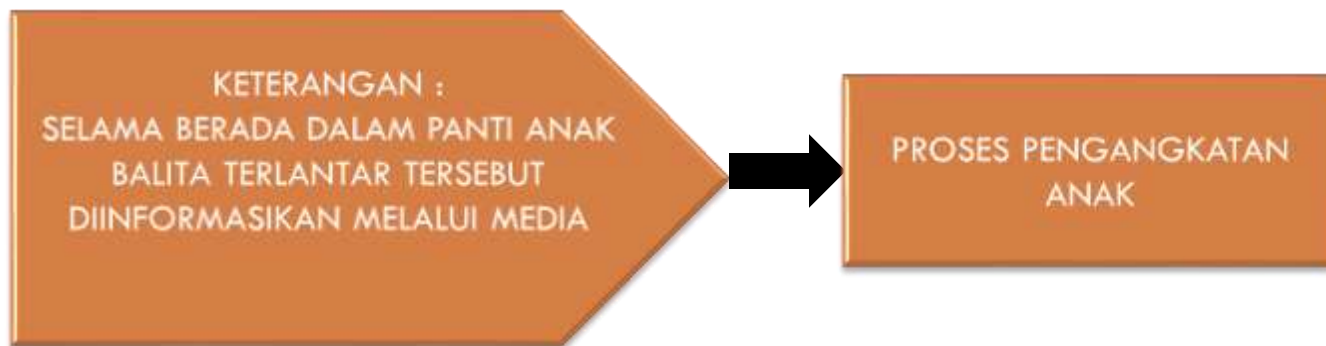 KETERANGAN :
SELAMA BERADA DALAM PANTI ANAK
BALITA TERLANTAR TERSEBUT
DIINFORMASIKAN MELALUI MEDIA
PROSES PENGANGKATAN
ANAK